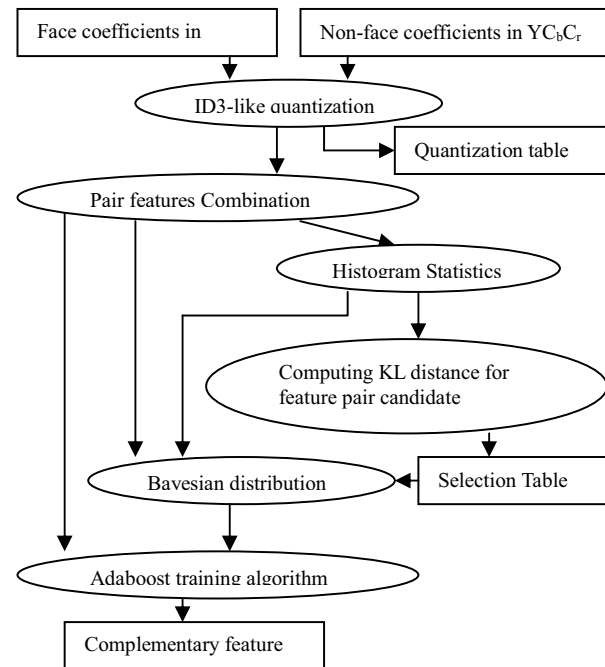 Face coefficients in
Non-face coefficients in YCbCr
ID3-like quantization
Quantization table
Pair features Combination
Histogram Statistics
Computing KL distance for
feature pair candidate
Bayesian distribution
Selection Table
Adaboost training algorithm
Complementary feature